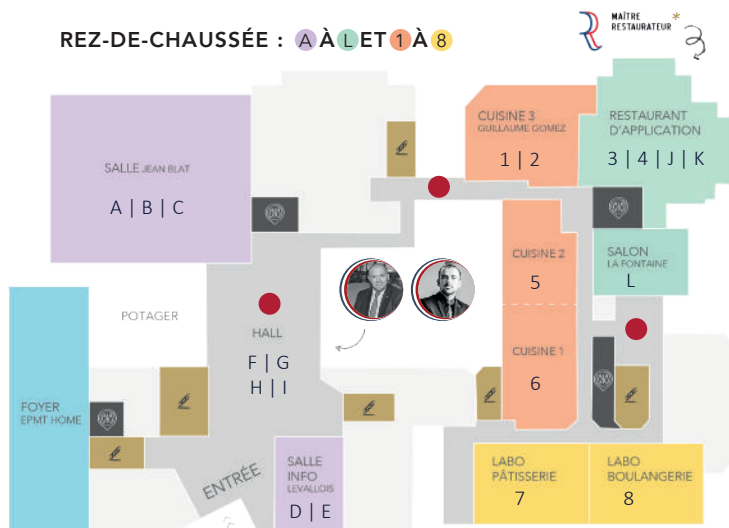 REZ-DE-CHAUSSÉE : A À L ET 1 À 8
MAÎTRE
RESTAURATEUR *
CUISINE 3
GUILLAUME GOMEZ
1 | 2
RESTAURANT
D'APPLICATION
3 | 4 | J | K
SALLE JEAN BLAT
A | B | C
CUISINE 2
5
SALON
LA FONTAINE
L
POTAGER
HALL
F | G
H | I
CUISINE 1
6
FOYER
EPMT HOME
ENTRÉE
SALLE
INFO
LEVALLOIS
D | E
LABO
PÂTISSERIE
7
LABO
BOULANGERIE
8